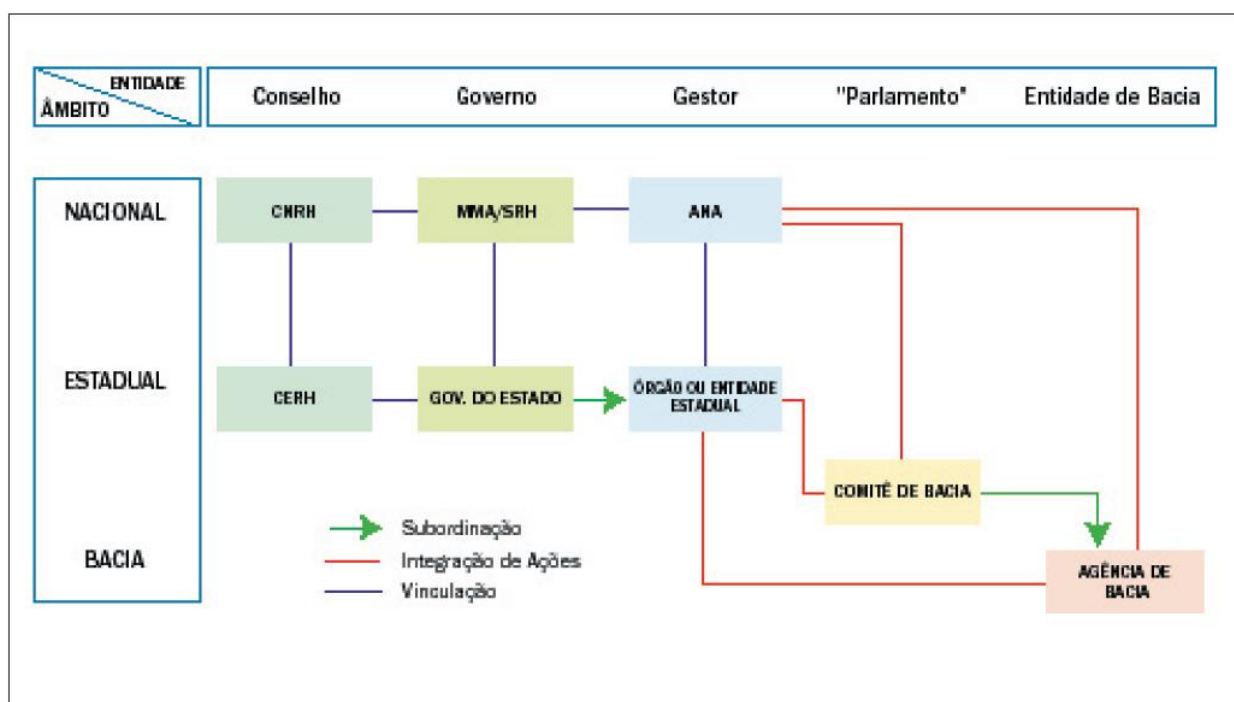 ENTIDADE
ÂMBITO
Conselho
Governo
Gestor
"Parlamento"
Entidade de Bacia
NACIONAL
CNRH
MMA/SRH
ANA
ESTADUAL
CERH
GOV. DO ESTADO
ÓRGÃO OU ENTIDADE
ESTADUAL
COMITÊ DE BACIA
BACIA
Subordinação
Integração de Ações
Vinculação
AGÊNCIA DE
BACIA